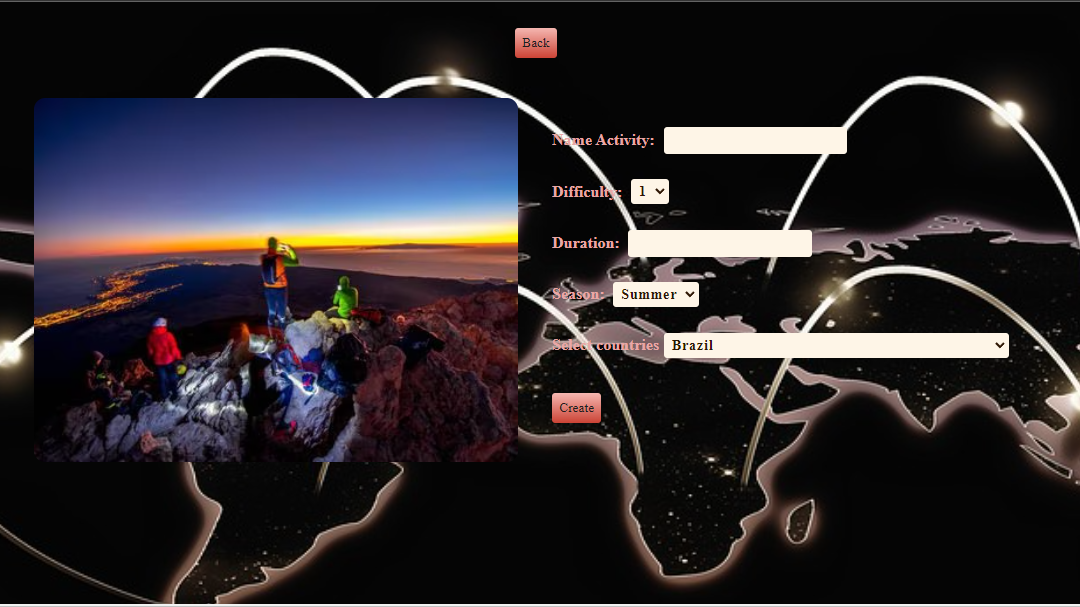 Back
Name Activity:
Difficulty: 1
Duration:
Season: Summer
Select countries Brazil
Create